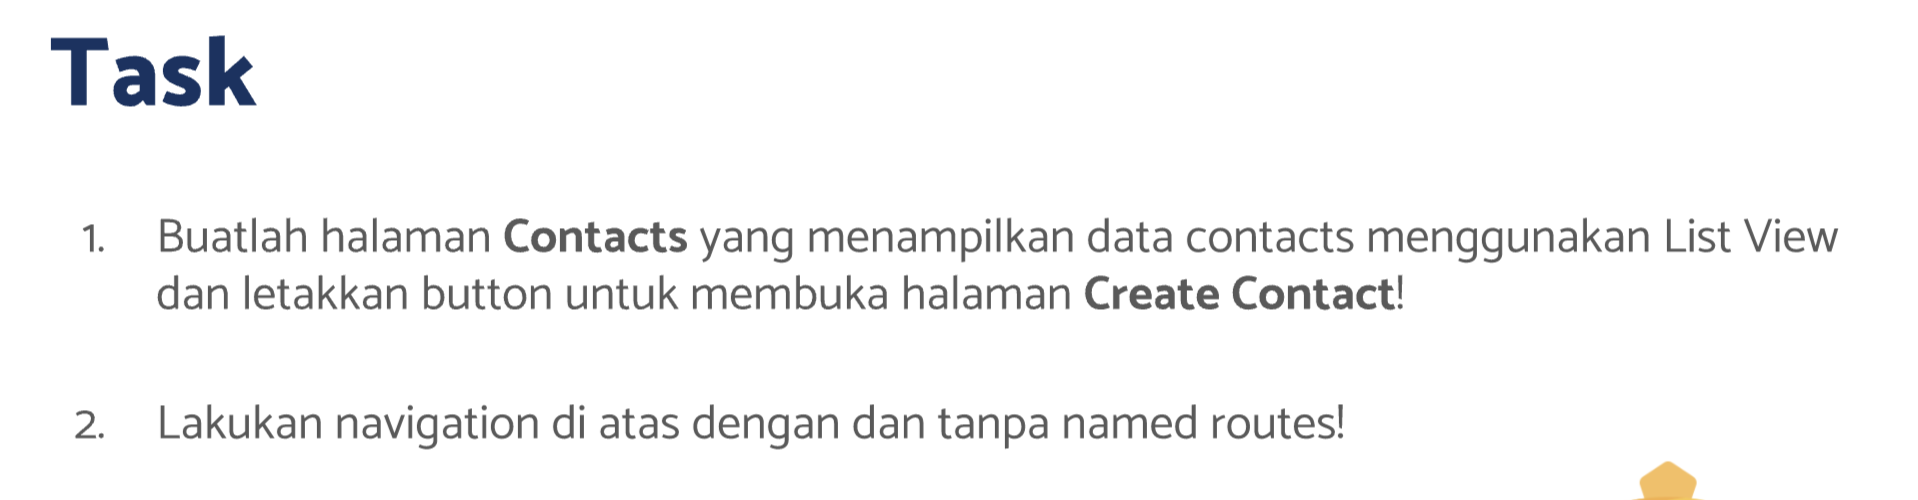 Task
1. Buatlah halaman Contacts yang menampilkan data contacts menggunakan List View
dan letakkan button untuk membuka halaman Create Contact!
2. Lakukan navigation di atas dengan dan tanpa named routes!